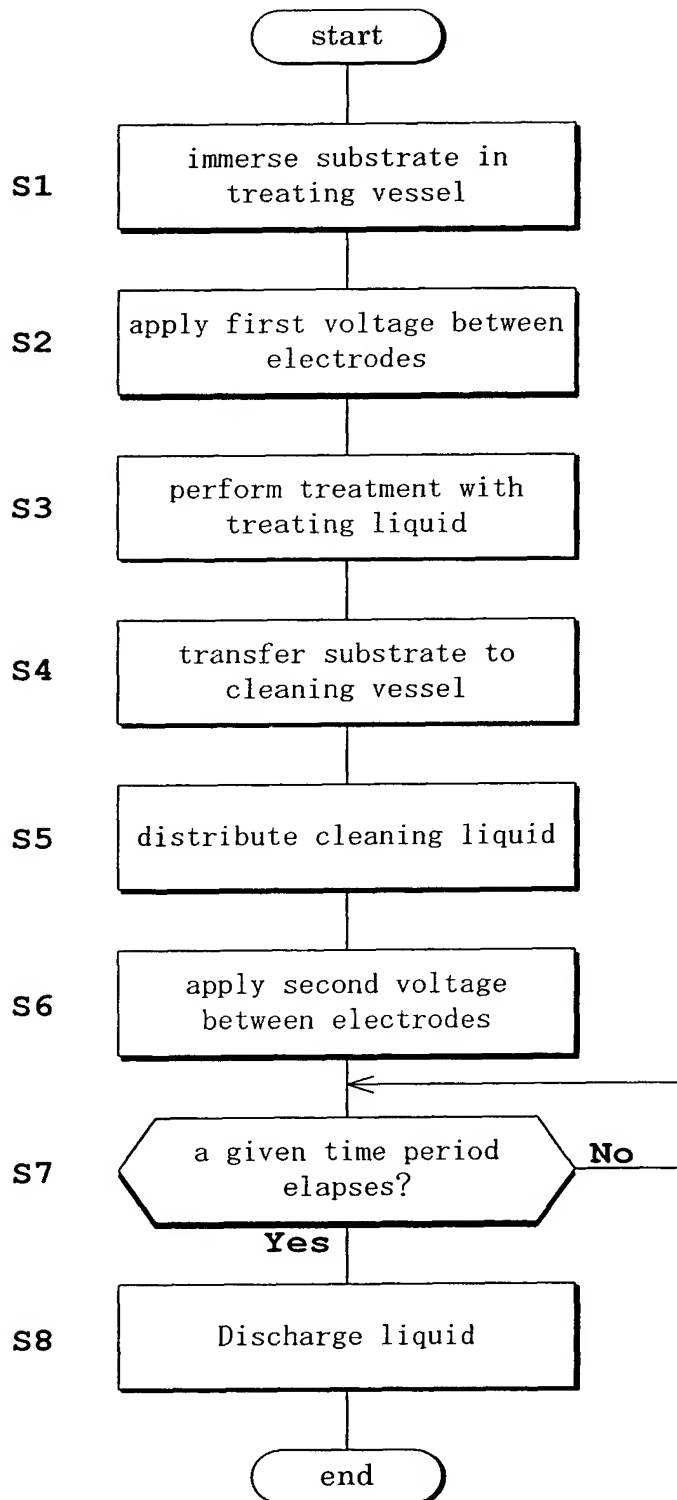 start
S1
immerse substrate in
treating vessel
S2
apply first voltage between
electrodes
S3
perform treatment with
treating liquid
S4
transfer substrate to
cleaning vessel
S5
distribute cleaning liquid
S6
apply second voltage
between electrodes
S7
a given time period
elapses?
No
Yes
S8
Discharge liquid
end